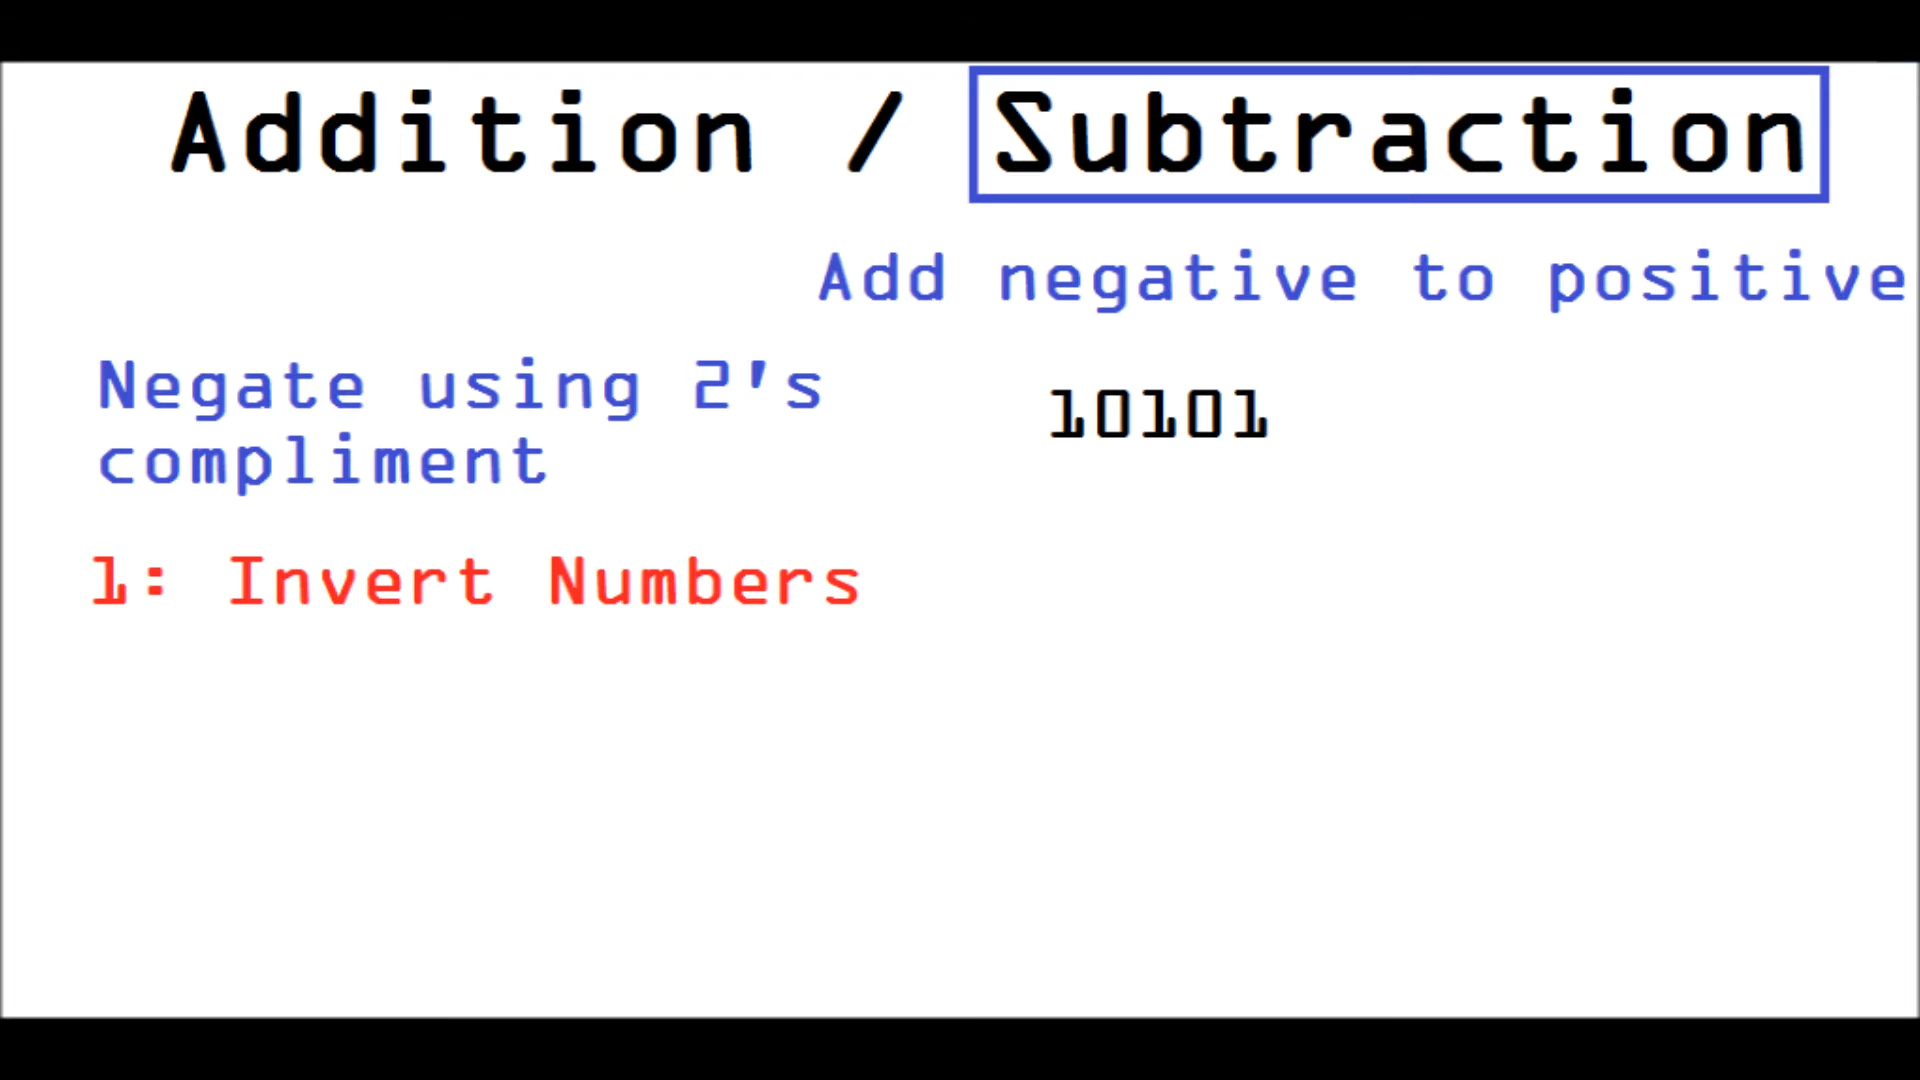 Addition / Subtraction
Add negative to positive
Negate using 2's
compliment
10101
1: Invert Numbers